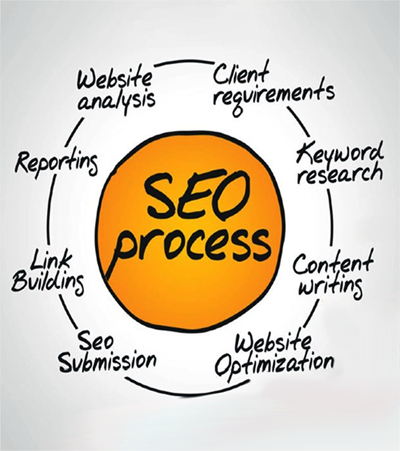 Website
analysis
Client
requirements
Reporting
Keyword
research
SEO
process
Link
Building
Content
writing
Seo
Submission
Website
Optimization